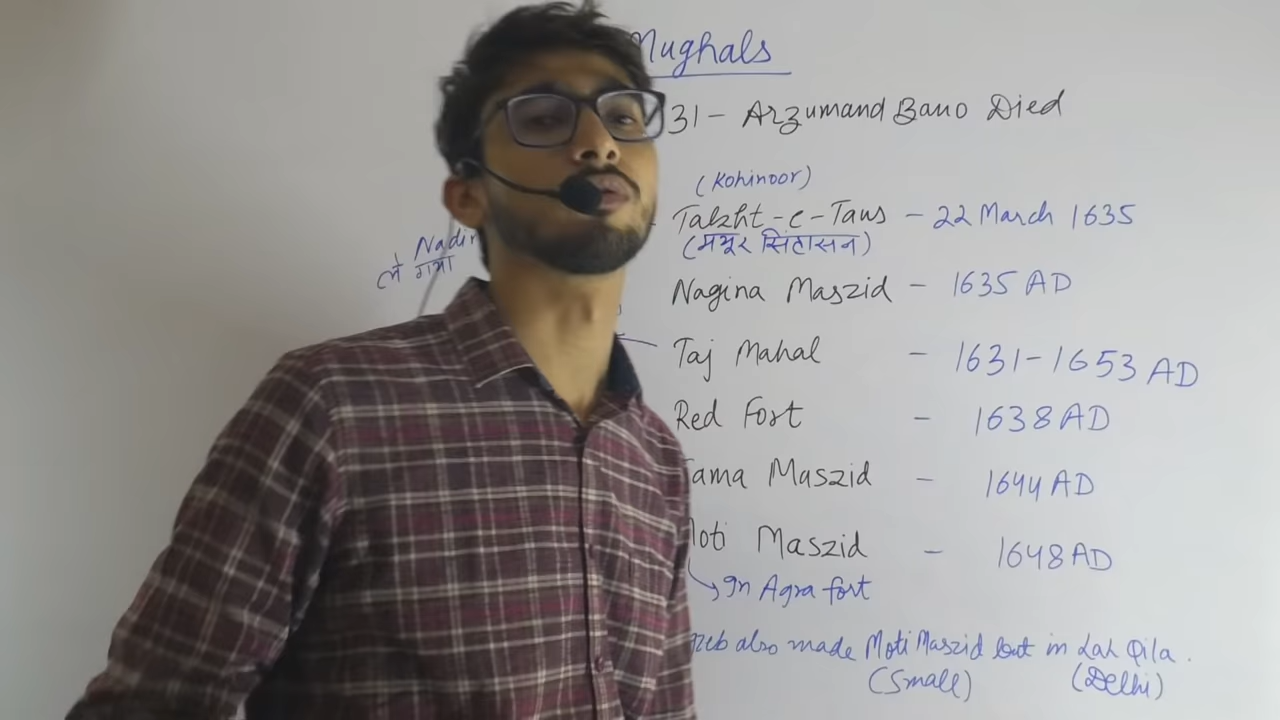 Mughals
31 - Arzumand Bano Died
(Kohinoor)
Takht-e-Taus - 22 March 1635
(मयूर सिंहासन)
Nadir
ले गया
Nagina Maszid - 1635 AD
Taj Mahal - 1631-1653 AD
Red Fort - 1638 AD
Jama Maszid - 1644 AD
Moti Maszid - 1648 AD
In Agra fort
also made Moti Maszid but in Lal Qila.
(Small) (Delhi)